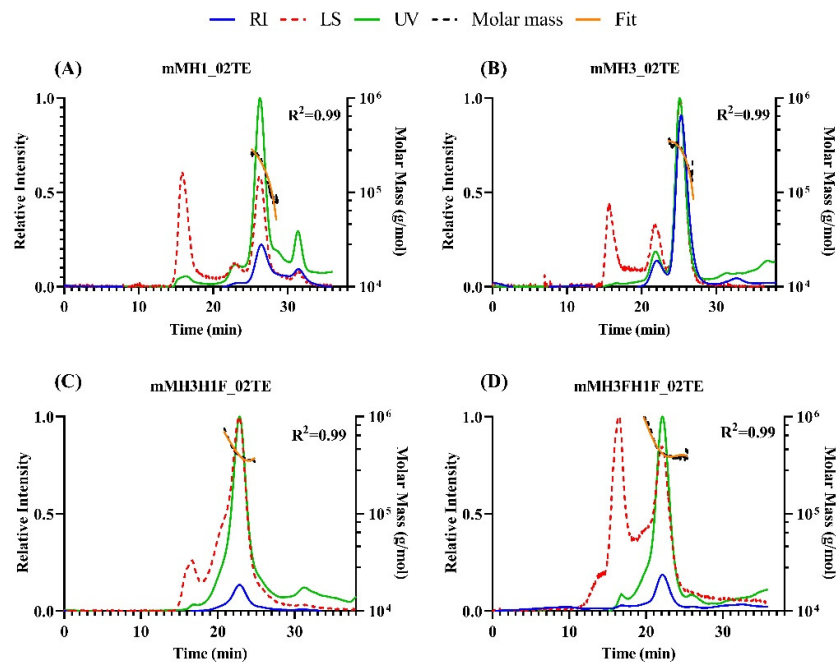 RI LS UV Molar mass Fit
(A) mMH1_02TE
R²=0.99
1.0
0.5
0.0
Relative Intensity
10⁶
10⁵
10⁴
Molar Mass (g/mol)
0 10 20 30
Time (min)
(B) mMH3_02TE
R²=0.99
1.0
0.5
0.0
Relative Intensity
10⁶
10⁵
10⁴
Molar Mass (g/mol)
0 10 20 30
Time (min)
(C) mMH3H1F_02TE
R²=0.99
1.0
0.5
0.0
Relative Intensity
10⁶
10⁵
10⁴
Molar Mass (g/mol)
0 10 20 30
Time (min)
(D) mMH3FH1F_02TE
R²=0.99
1.0
0.5
0.0
Relative Intensity
10⁶
10⁵
10⁴
Molar Mass (g/mol)
0 10 20 30
Time (min)